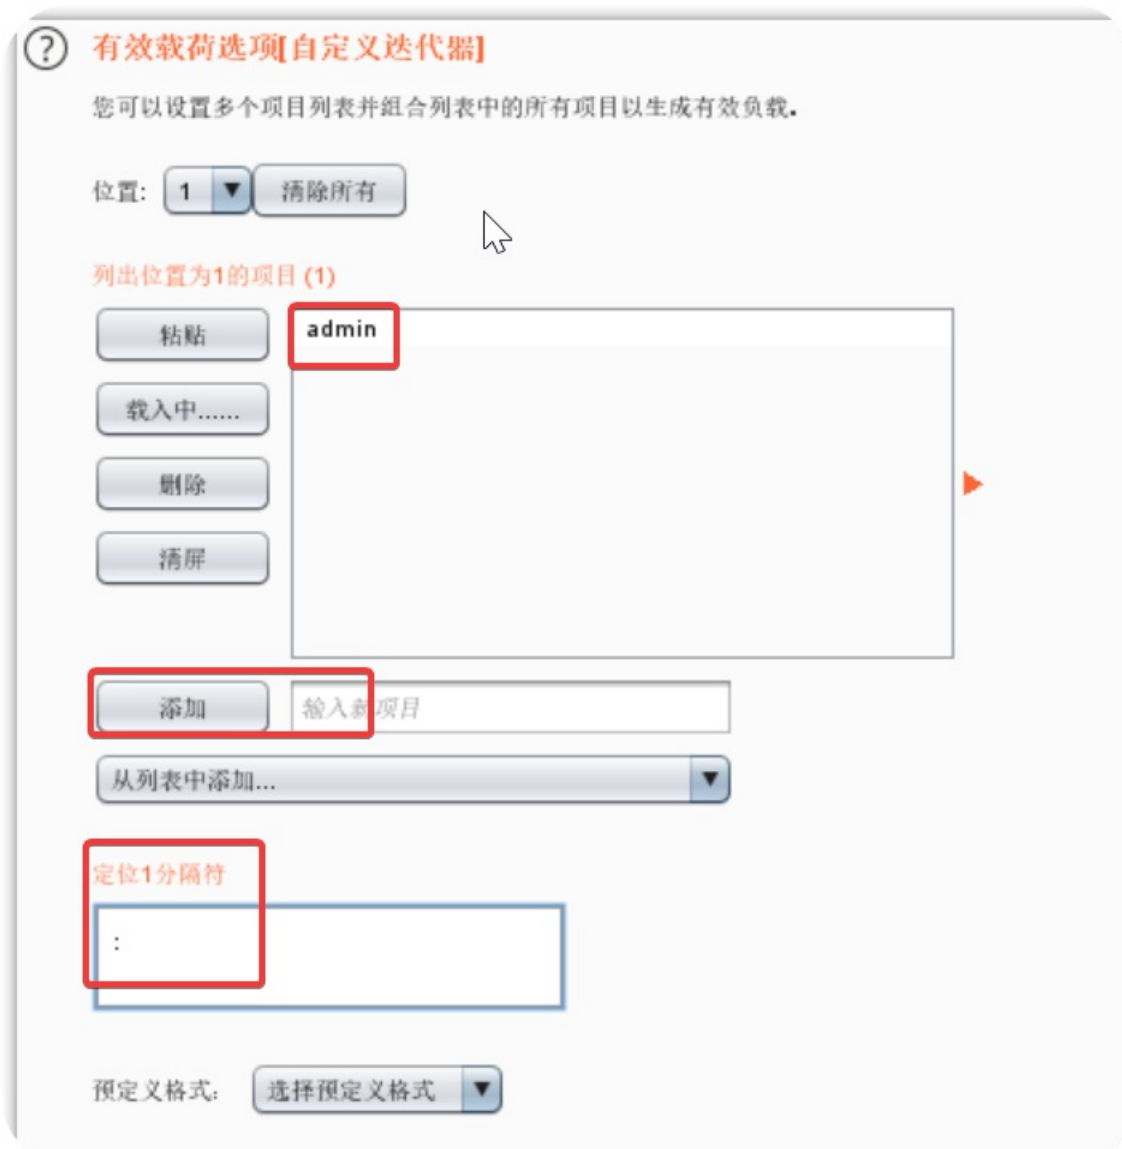 有效载荷选项[自定义迭代器]
您可以设置多个项目列表并组合列表中的所有项目以生成有效负载。
位置: 1 清除所有
列出位置为1的项目 (1)
粘贴
admin
载入中......
删除
清屏
添加 输入新项目
从列表中添加...
定位1分隔符
:
预定义格式: 选择预定义格式